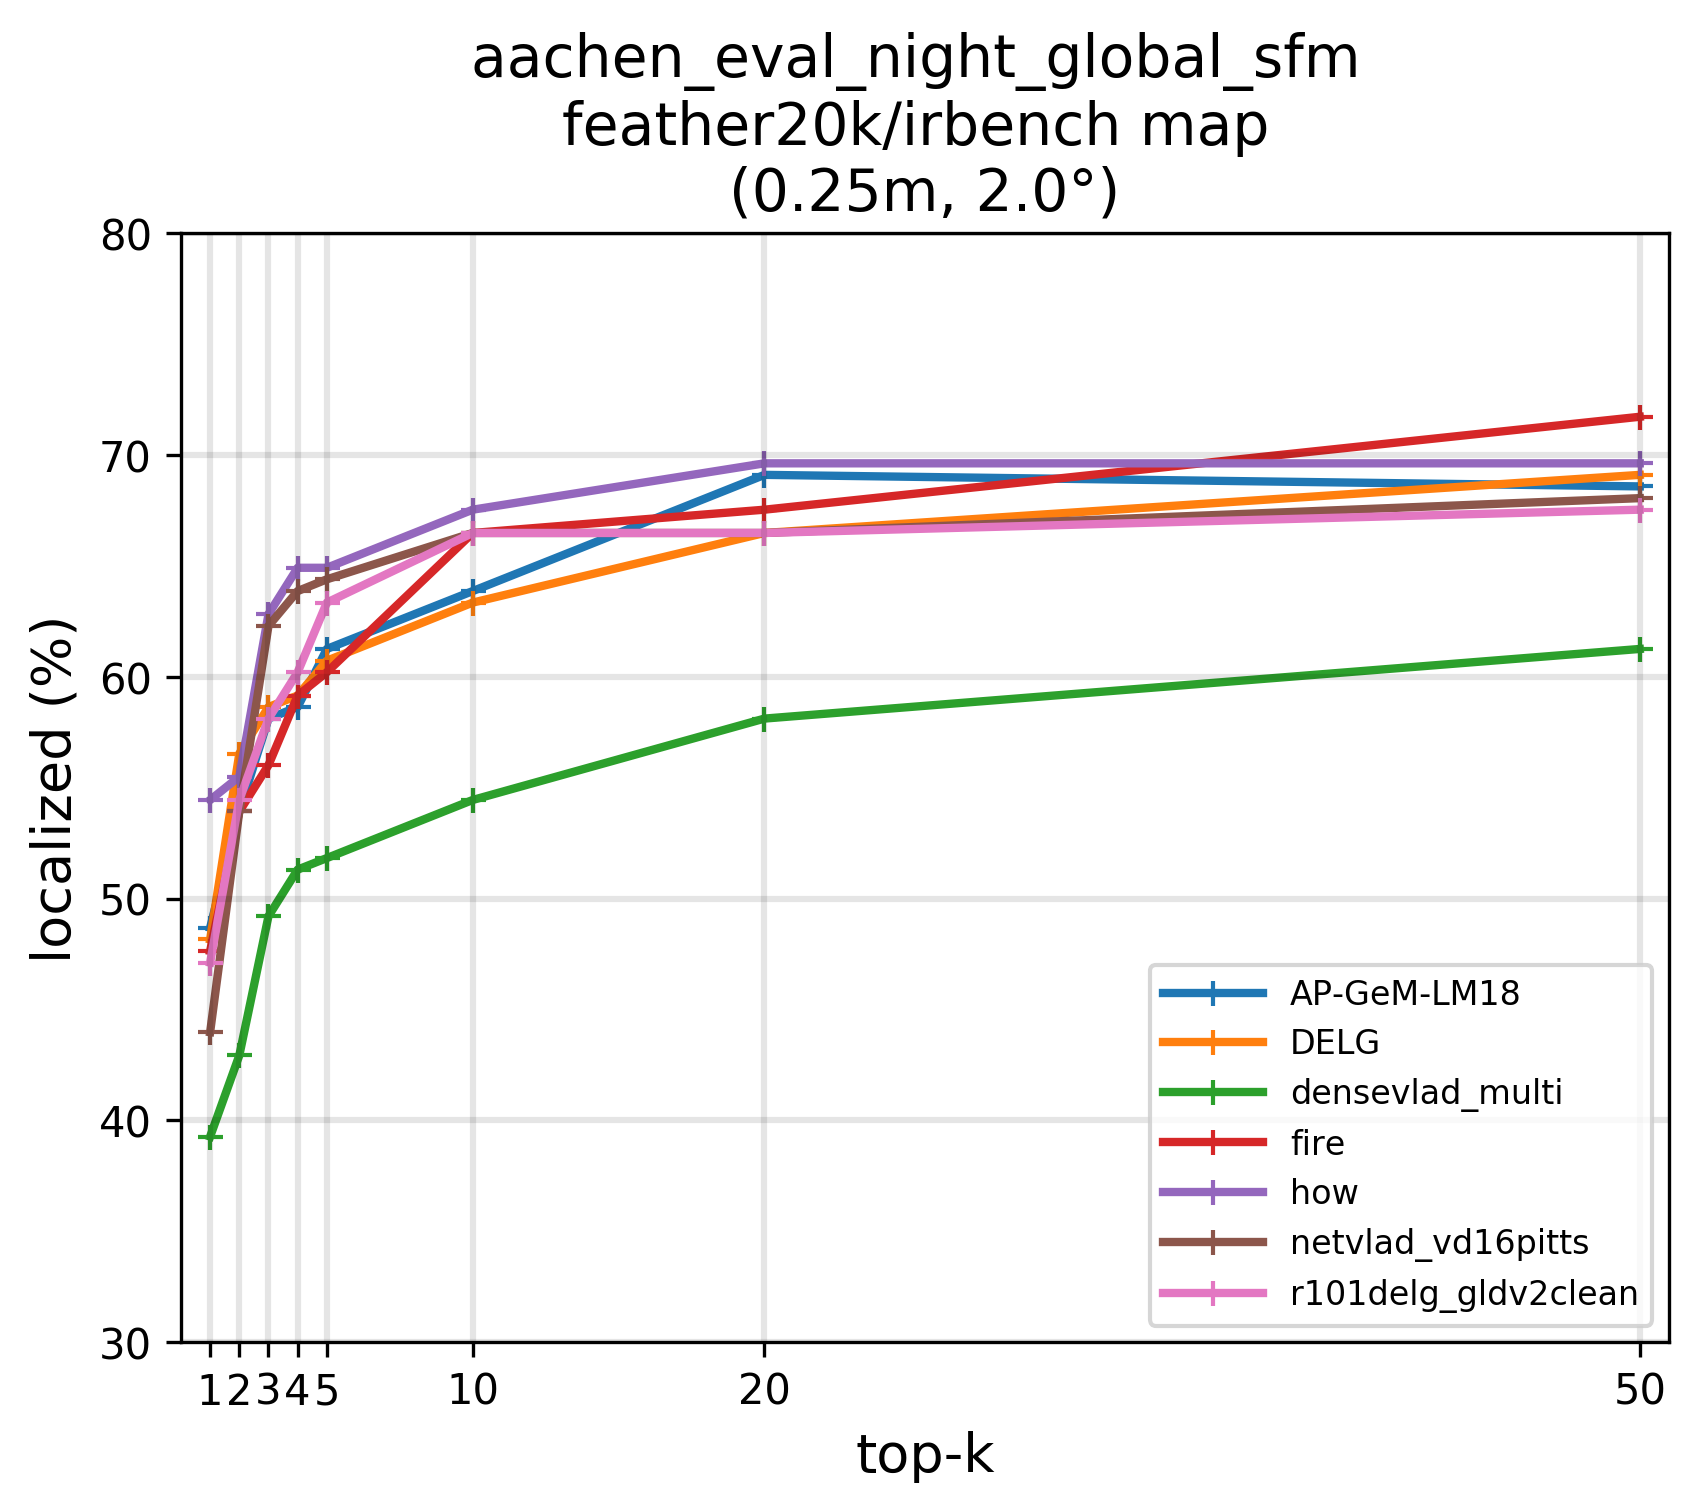 aachen_eval_night_global_sfm
feather20k/irbench map
(0.25m, 2.0°)
80
70
60
50
40
30
localized (%)
1 2 3 4 5 10 20 50
top-k
AP-GeM-LM18
DELG
densevlad_multi
fire
how
netvlad_vd16pitts
r101delg_gldv2clean